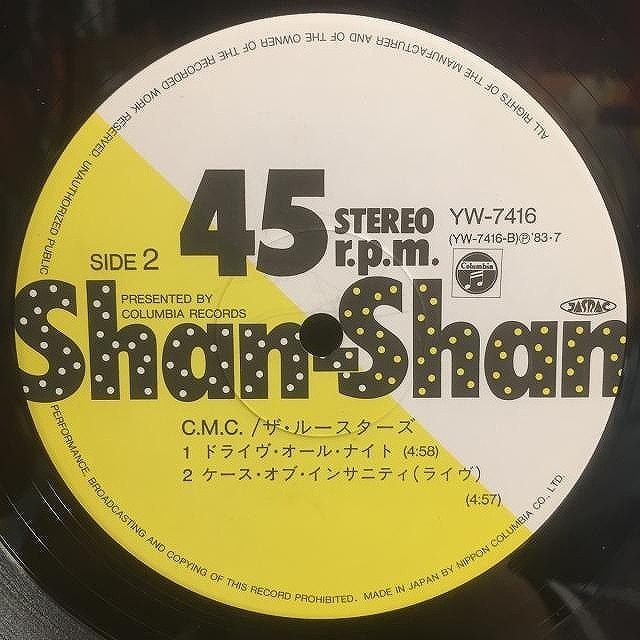 ALL RIGHTS OF THE MANUFACTURER AND OF THE OWNER OF THE RECORDED WORK RESERVED. UNAUTHORIZED PUBLIC PERFORMANCE, BROADCASTING AND COPYING OF THIS RECORD PROHIBITED. MADE IN JAPAN BY NIPPON COLUMBIA CO., LTD.
45 STEREO r.p.m.
YW-7416
(YW-7416-B)℗'83・7
Columbia
SIDE 2
JASRAC
PRESENTED BY
COLUMBIA RECORDS
Shan-Shan
C.M.C. /ザ・ルースターズ
1 ドライヴ・オール・ナイト (4:58)
2 ケース・オブ・インサニティ(ライヴ)
(4:57)